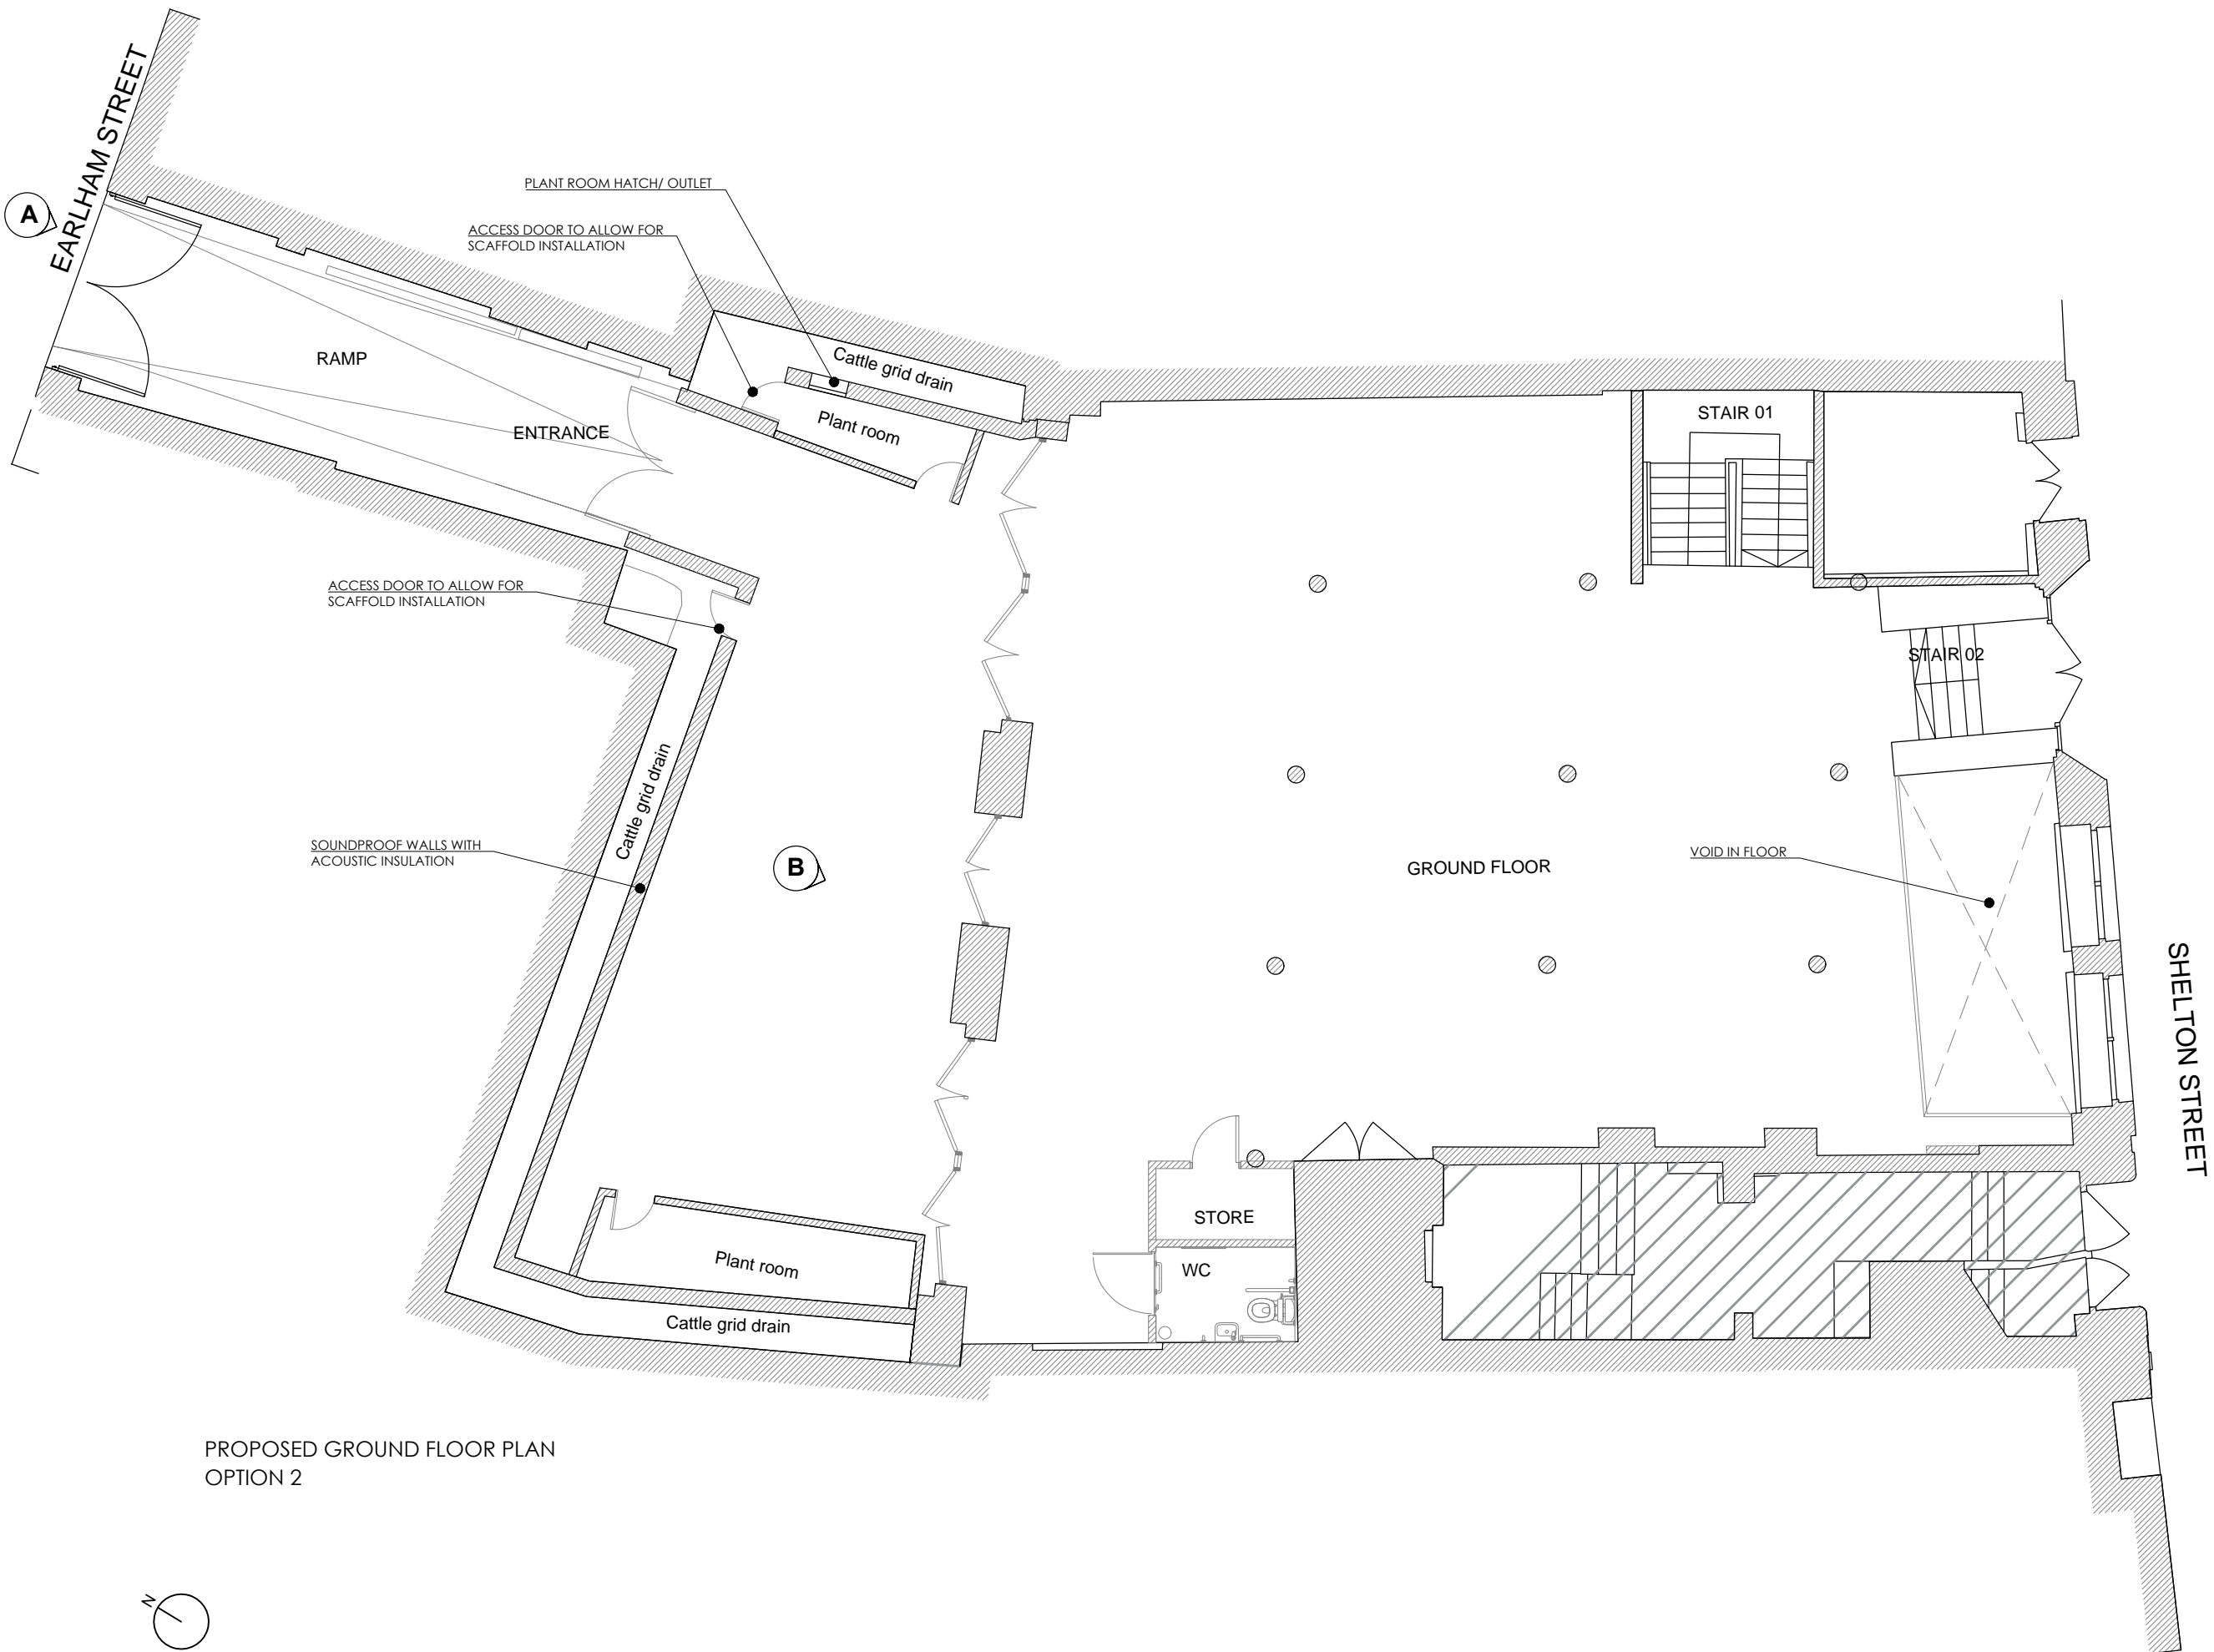 EARLHAM STREET
A
PLANT ROOM HATCH/ OUTLET
ACCESS DOOR TO ALLOW FOR
SCAFFOLD INSTALLATION
RAMP
Cattle grid drain
ENTRANCE
Plant room
STAIR 01
ACCESS DOOR TO ALLOW FOR
SCAFFOLD INSTALLATION
STAIR 02
Cattle grid drain
SOUNDPROOF WALLS WITH
ACOUSTIC INSULATION
B
GROUND FLOOR
VOID IN FLOOR
SHELTON STREET
STORE
WC
Plant room
Cattle grid drain
PROPOSED GROUND FLOOR PLAN
OPTION 2
N